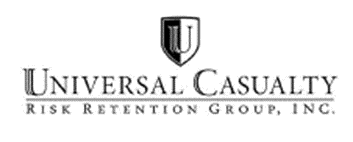 U
UNIVERSAL CASUALTY
RISK RETENTION GROUP, INC.